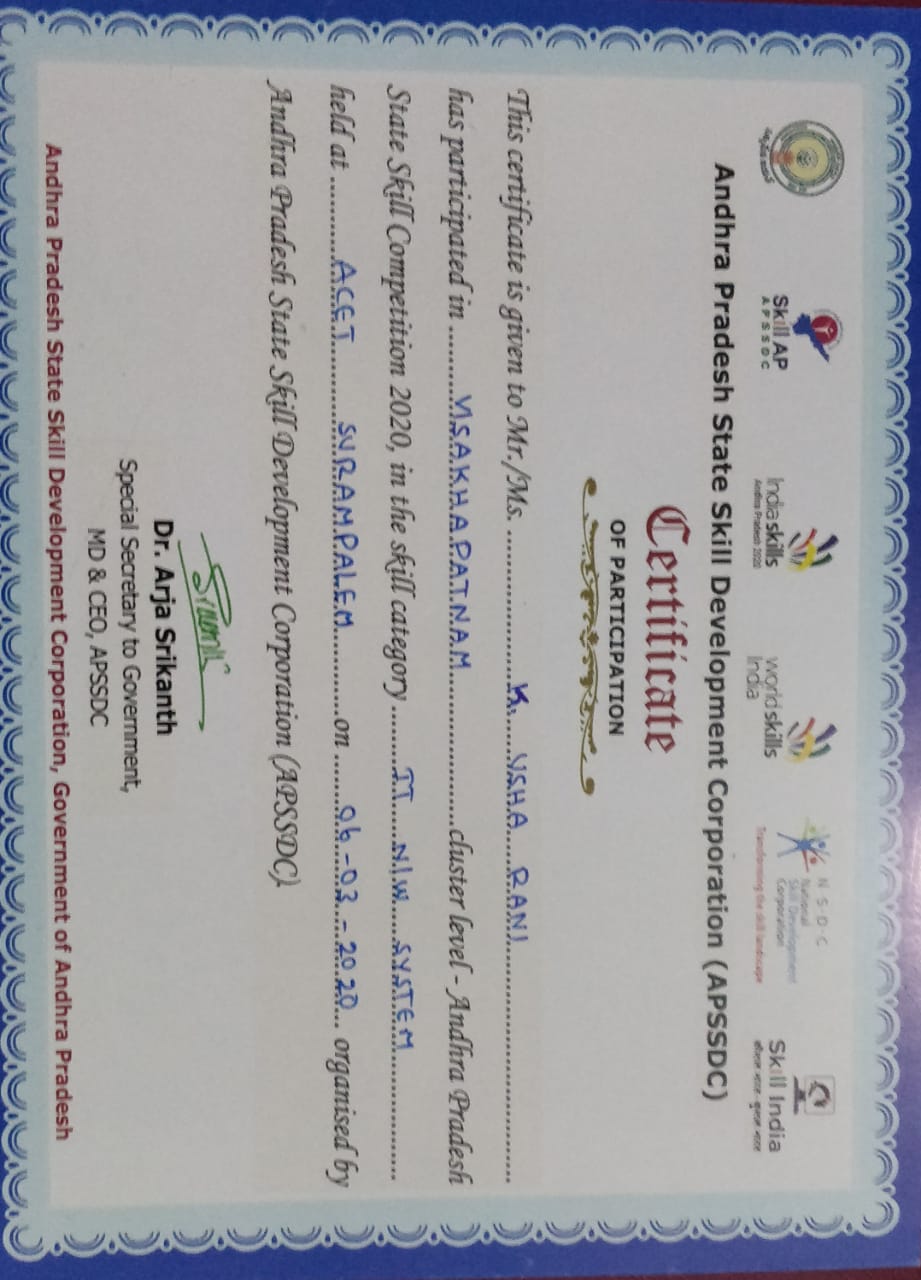 Skill AP
APSSDC
India skills
Andhra Pradesh 2020
world skills
India
N·S·D·C
National
Skill Development
Corporation
Transforming the skill landscape
Skill India
कौशल भारत - कुशल भारत
Andhra Pradesh State Skill Development Corporation (APSSDC)
Certificate
OF PARTICIPATION
This certificate is given to Mr./Ms. K. USHA RANI
has participated in VISAKHAPATNAM cluster level - Andhra Pradesh
State Skill Competition 2020, in the skill category IT N/W SYSTEM
held at ACET SURAMPALEM on 06-03-2020 organised by
Andhra Pradesh State Skill Development Corporation (APSSDC).
Dr. Arja Srikanth
Special Secretary to Government,
MD & CEO, APSSDC
Andhra Pradesh State Skill Development Corporation, Government of Andhra Pradesh